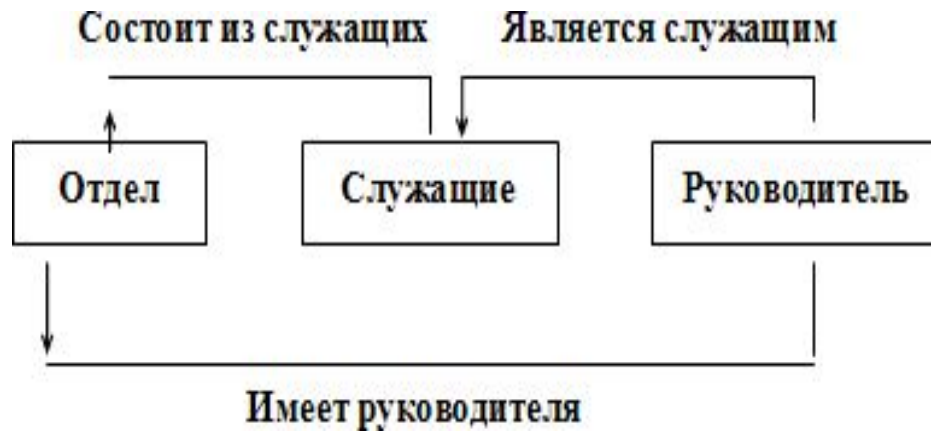 Состоит из служащих
Является служащим
Отдел
Служащие
Руководитель
Имеет руководителя